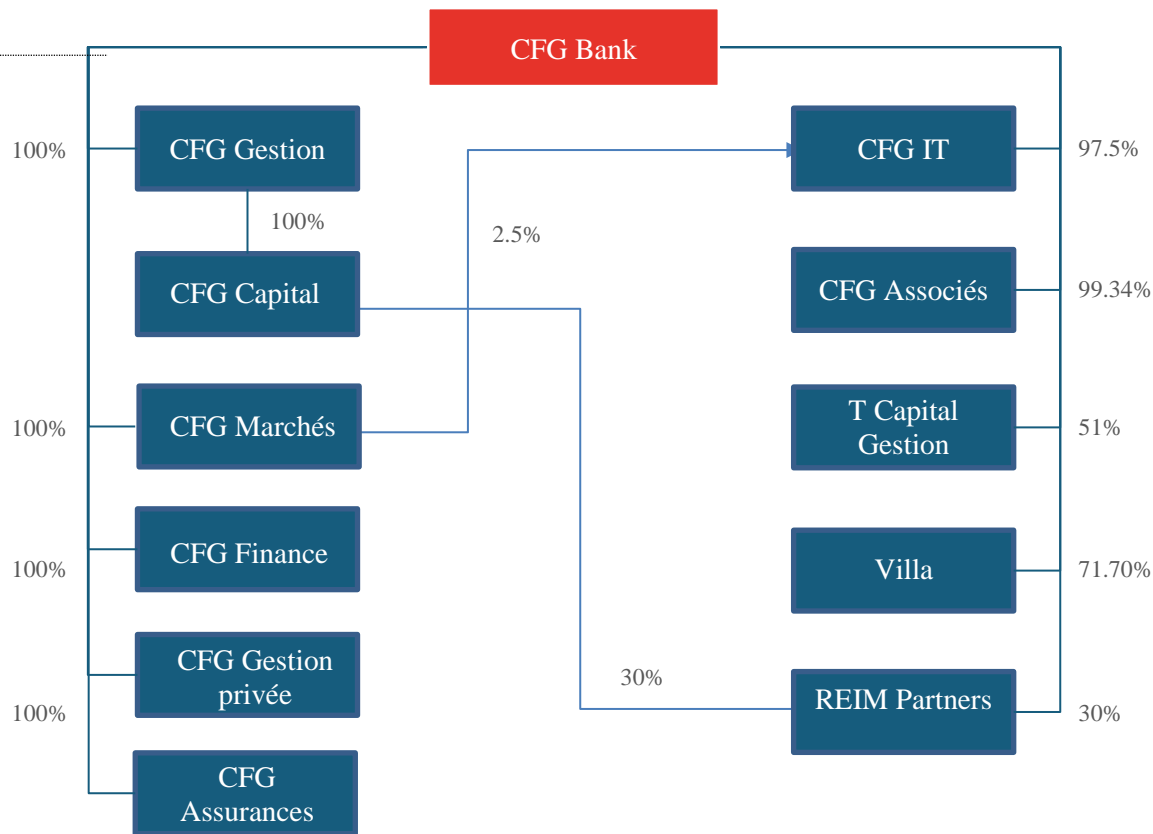 CFG Bank
100%
CFG Gestion
CFG IT
97.5%
100%
2.5%
CFG Capital
CFG Associés
99.34%
100%
CFG Marchés
T Capital
Gestion
51%
100%
CFG Finance
Villa
71.70%
CFG Gestion
privée
30%
REIM Partners
100%
30%
CFG
Assurances